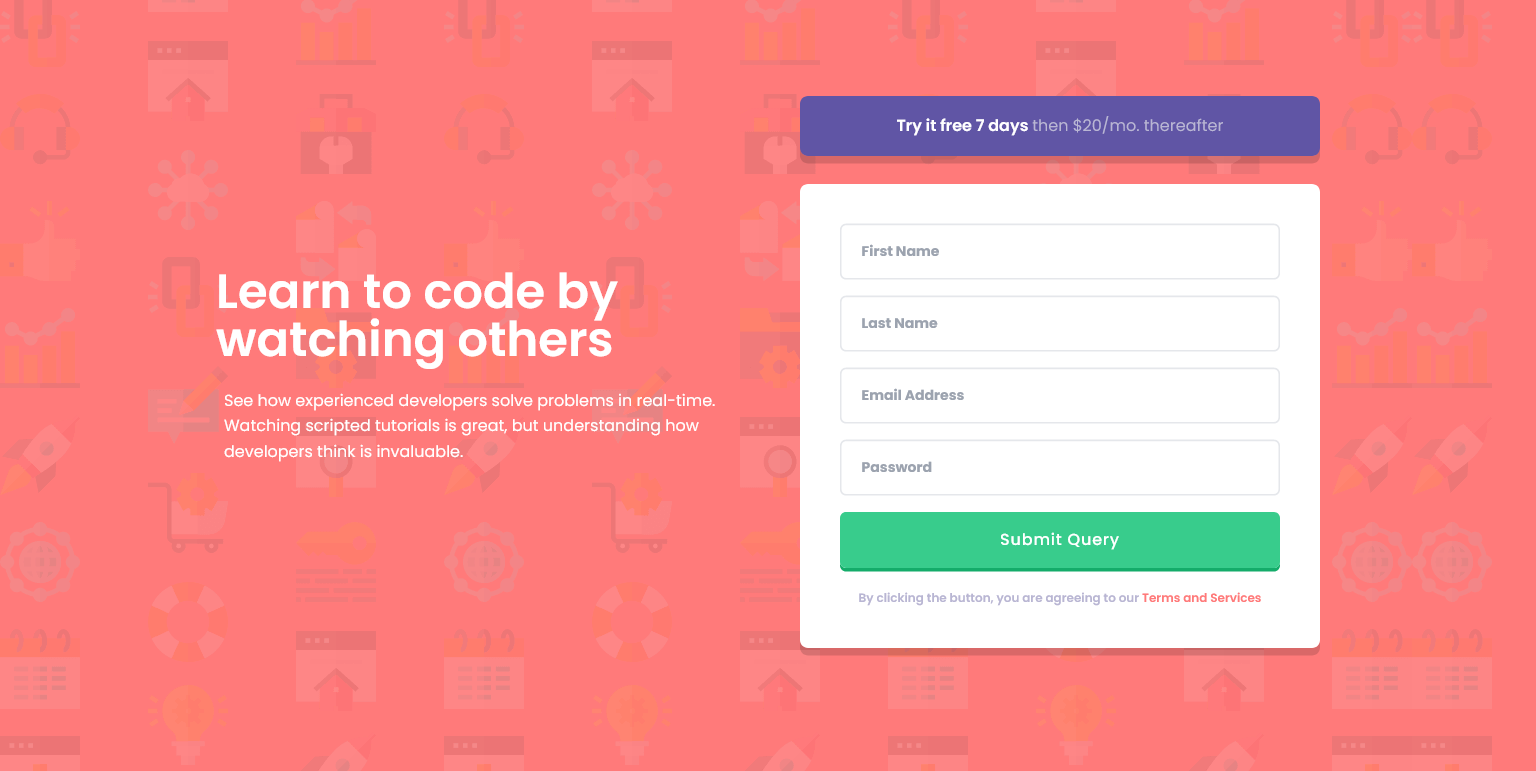 Learn to code by
watching others
See how experienced developers solve problems in real-time.
Watching scripted tutorials is great, but understanding how
developers think is invaluable.
Try it free 7 days then $20/mo. thereafter
First Name
Last Name
Email Address
Password
Submit Query
By clicking the button, you are agreeing to our Terms and Services